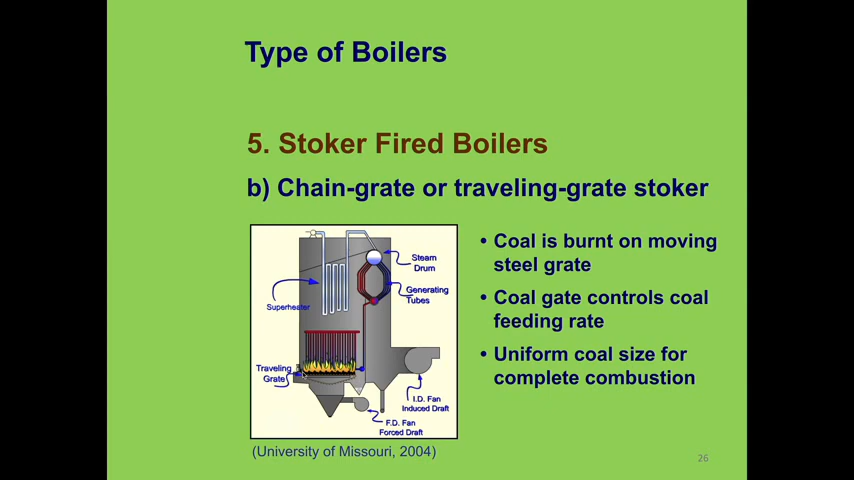 Type of Boilers
5. Stoker Fired Boilers
b) Chain-grate or traveling-grate stoker
Steam
Drum
Generating
Tubes
Superheater
Traveling
Grate
I.D. Fan
Induced Draft
F.D. Fan
Forced Draft
(University of Missouri, 2004)
• Coal is burnt on moving
steel grate
• Coal gate controls coal
feeding rate
• Uniform coal size for
complete combustion
26